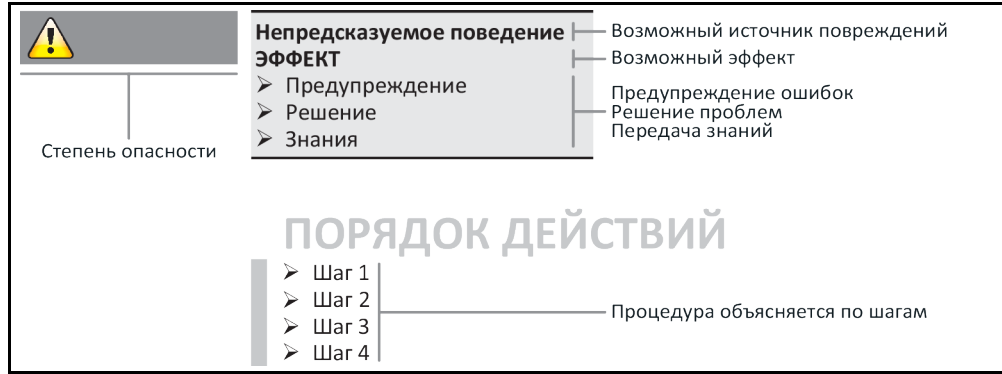 Непредсказуемое поведение
ЭФФЕКТ
Предупреждение
Решение
Знания
Возможный источник повреждений
Возможный эффект
Предупреждение ошибок
Решение проблем
Передача знаний
Степень опасности
ПОРЯДОК ДЕЙСТВИЙ
Шаг 1
Шаг 2
Шаг 3
Шаг 4
Процедура объясняется по шагам